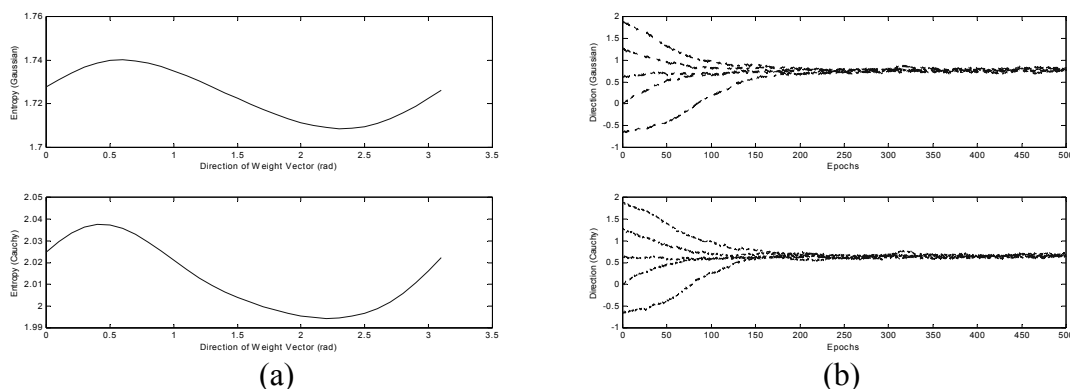 1.76
1.74
1.72
1.7
Entropy (Gaussian)
0 0.5 1 1.5 2 2.5 3 3.5
Direction of Weight Vector (rad)
2.05
2.04
2.03
2.02
2.01
2
1.99
Entropy (Cauchy)
0 0.5 1 1.5 2 2.5 3 3.5
Direction of Weight Vector (rad)
(a)
2
1.5
1
0.5
0
-0.5
-1
Direction (Gaussian)
0 50 100 150 200 250 300 350 400 450 500
Epochs
2
1.5
1
0.5
0
-0.5
-1
Direction (Cauchy)
0 50 100 150 200 250 300 350 400 450 500
Epochs
(b)